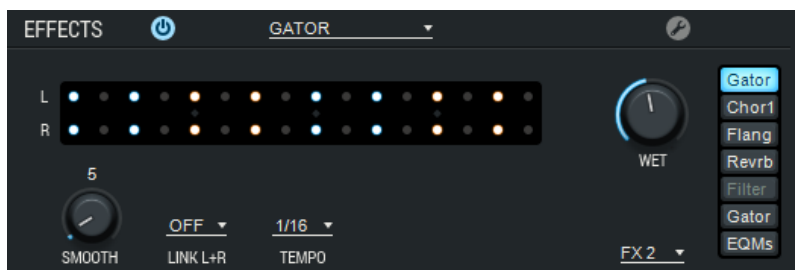 EFFECTS GATOR
Gator
L
Chor1
R
Flang
WET
Revrb
5
Filter
OFF 1/16
Gator
SMOOTH LINK L+R TEMPO
FX 2
EQMs